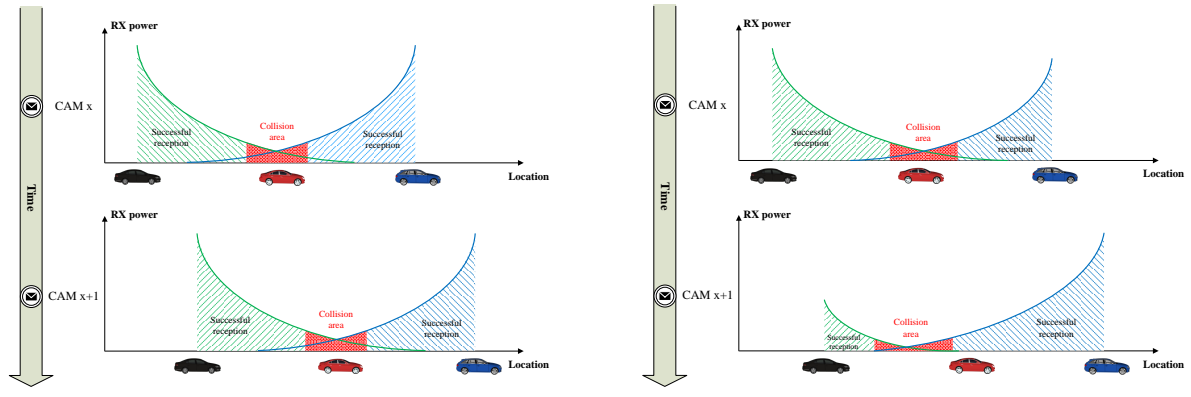 RX power
CAM x
Collision
area
Successful
reception
Successful
reception
Location
RX power
CAM x+1
Collision
area
Successful
reception
Successful
reception
Location
Time
RX power
CAM x
Collision
area
Successful
reception
Successful
reception
Location
RX power
CAM x+1
Collision
area
Successful
reception
Successful
reception
Location
Time